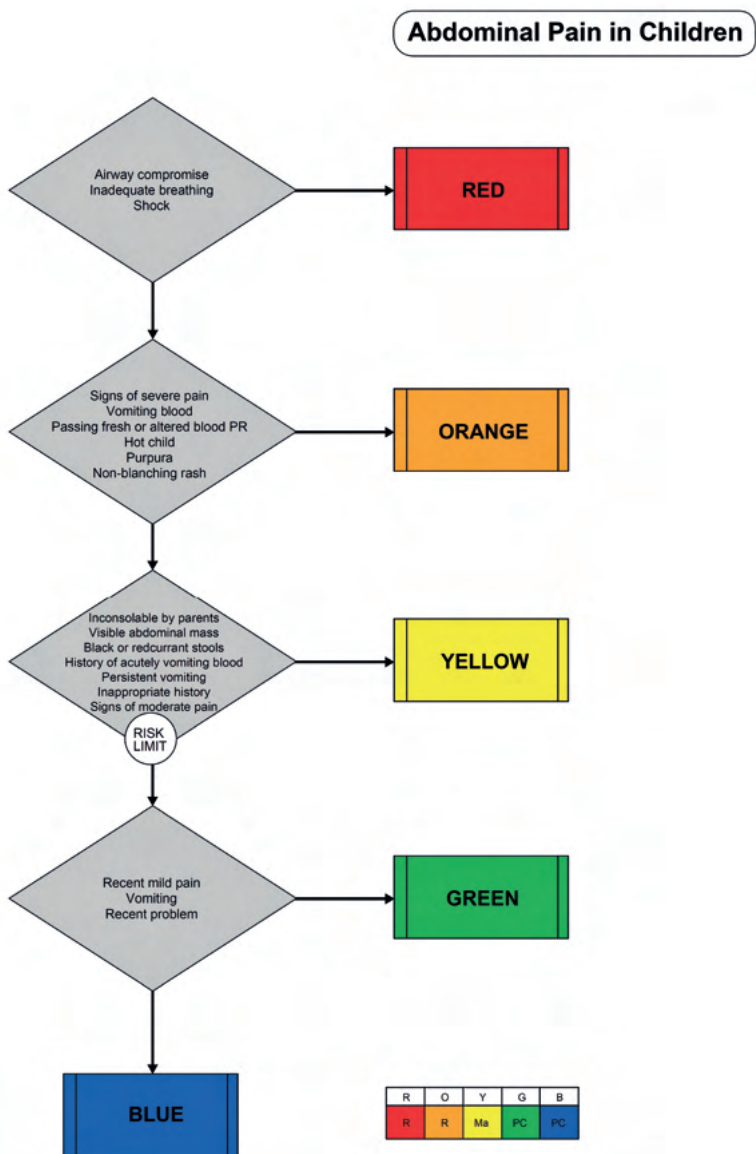 Abdominal Pain in Children
Airway compromise
Inadequate breathing
Shock
RED
Signs of severe pain
Vomiting blood
Passing fresh or altered blood PR
Hot child
Purpura
Non-blanching rash
ORANGE
Inconsolable by parents
Visible abdominal mass
Black or redcurrant stools
History of acutely vomiting blood
Persistent vomiting
Inappropriate history
Signs of moderate pain
YELLOW
RISK
LIMIT
Recent mild pain
Vomiting
Recent problem
GREEN
BLUE
R O Y G B
R R Ma PC PC